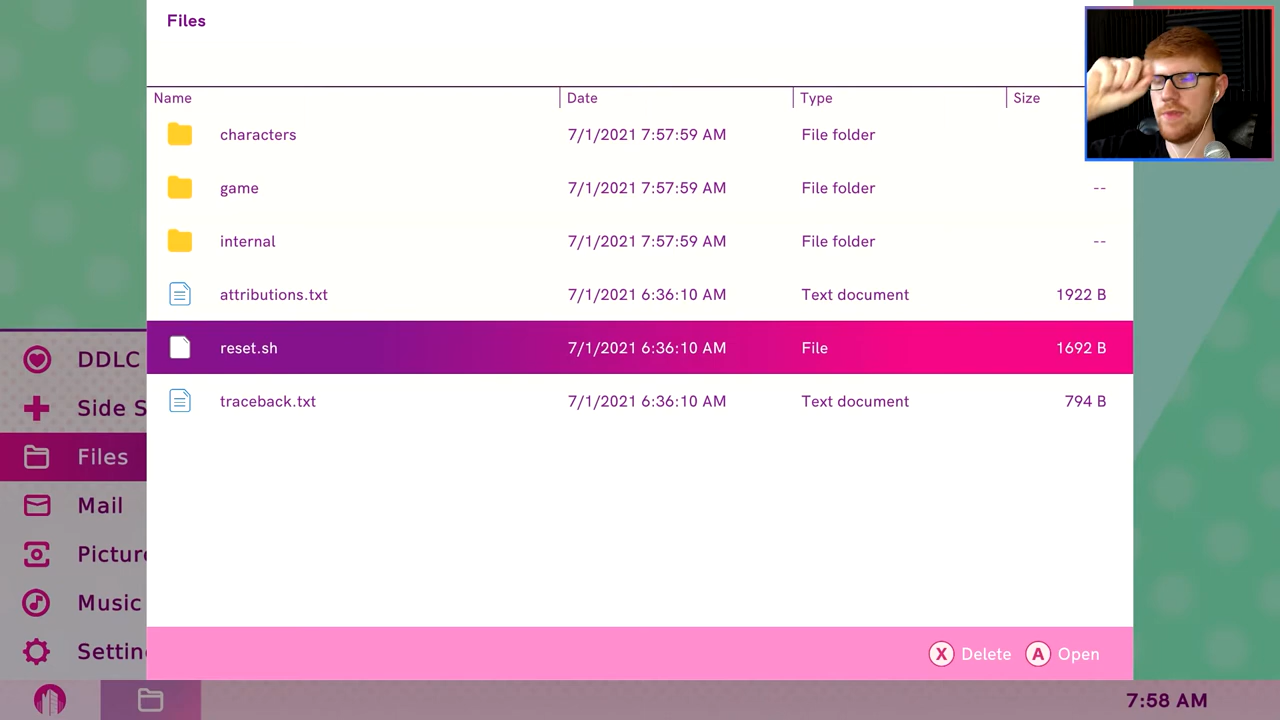 Files
Name Date Type Size
characters 7/1/2021 7:57:59 AM File folder
game 7/1/2021 7:57:59 AM File folder --
internal 7/1/2021 7:57:59 AM File folder --
attributions.txt 7/1/2021 6:36:10 AM Text document 1922 B
reset.sh 7/1/2021 6:36:10 AM File 1692 B
traceback.txt 7/1/2021 6:36:10 AM Text document 794 B
DDLC
Side S
Files
Mail
Pictur
Music
Settin
X Delete A Open
7:58 AM